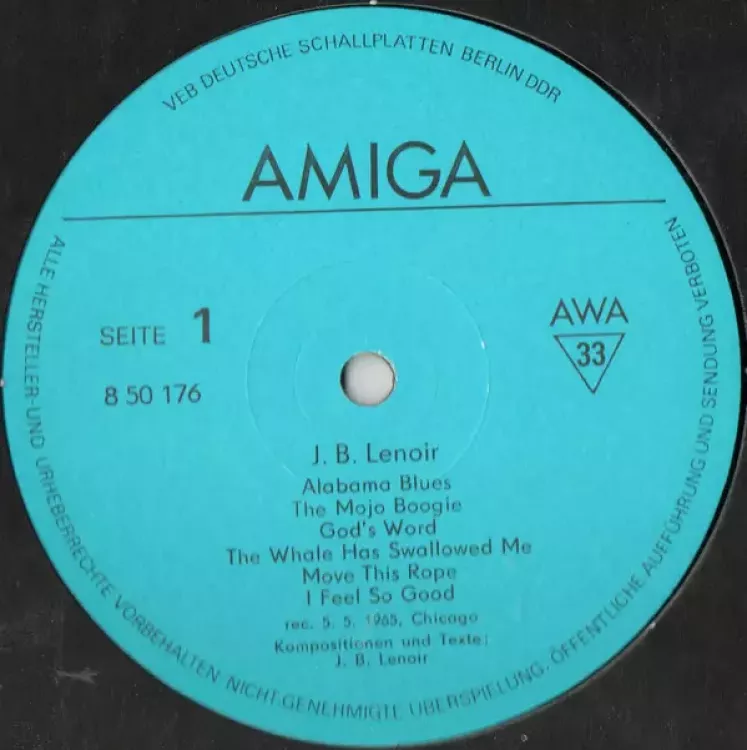 VEB DEUTSCHE SCHALLPLATTEN BERLIN DDR
AMIGA
SEITE 1
8 50 176
AWA
33
J. B. Lenoir
Alabama Blues
The Mojo Boogie
God's Word
The Whale Has Swallowed Me
Move This Rope
I Feel So Good
rec. 5. 5. 1965, Chicago
Kompositionen und Texte:
J. B. Lenoir
ALLE HERSTELLER-UND URHEBERRECHTE VORBEHALTEN NICHT GENEHMIGTE ÜBERSPIELUNG, ÖFFENTLICHE AUFFÜHRUNG UND SENDUNG VERBOTEN